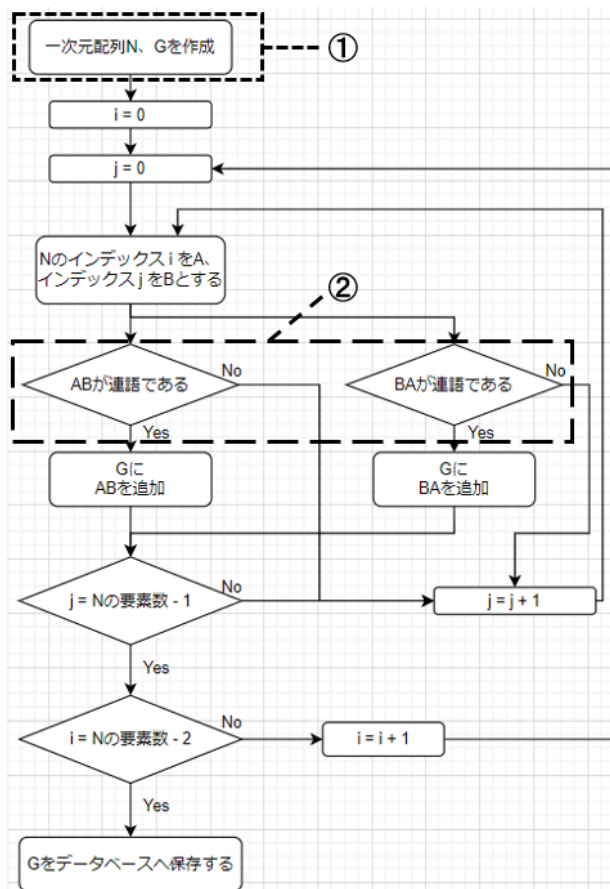 一次元配列N、Gを作成
①
i = 0
j = 0
Nのインデックス i をA、
インデックス j をBとする
②
ABが連語である
No
BAが連語である
No
Yes
Yes
Gに
ABを追加
Gに
BAを追加
j = Nの要素数 - 1
No
j = j + 1
Yes
i = Nの要素数 - 2
No
i = i + 1
Yes
Gをデータベースへ保存する